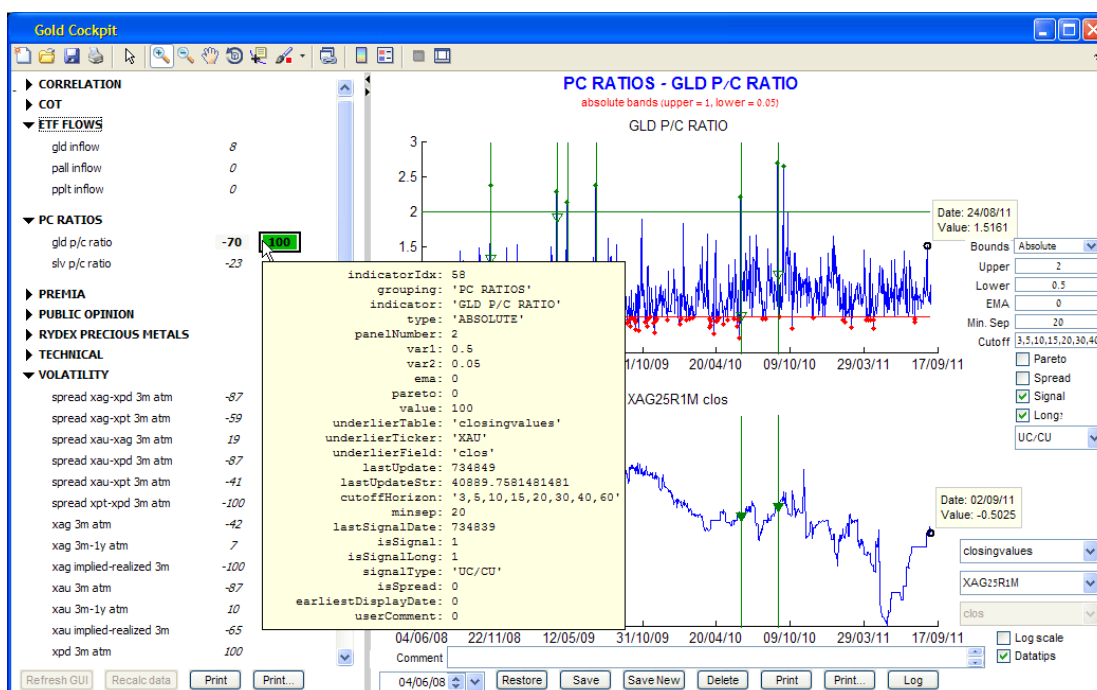 Gold Cockpit
CORRELATION
COT
ETF FLOWS
gld inflow 8
pall inflow 0
pplt inflow 0
PC RATIOS
gld p/c ratio -70 100
slv p/c ratio -23
PREMIA
PUBLIC OPINION
RYDEX PRECIOUS METALS
TECHNICAL
VOLATILITY
spread xag-xpd 3m atm -87
spread xag-xpt 3m atm -59
spread xau-xag 3m atm 19
spread xau-xpd 3m atm -87
spread xau-xpt 3m atm -41
spread xpt-xpd 3m atm -100
xag 3m atm -42
xag 3m-1y atm 7
xag implied-realized 3m -100
xau 3m atm -87
xau 3m-1y atm 10
xau implied-realized 3m -65
xpd 3m atm 100
Refresh GUI Recalc data Print Print...
indicatorIdx: 58
grouping: 'PC RATIOS'
indicator: 'GLD P/C RATIO'
type: 'ABSOLUTE'
panelNumber: 2
var1: 0.5
var2: 0.05
ema: 0
pareto: 0
value: 100
underlierTable: 'closingvalues'
underlierTicker: 'XAU'
underlierField: 'clos'
lastUpdate: 734849
lastUpdateStr: 40889.7581481481
cutoffHorizon: '3,5,10,15,20,30,40,60'
minsep: 20
lastSignalDate: 734839
isSignal: 1
isSignalLong: 1
signalType: 'UC/CU'
isSpread: 0
earliestDisplayDate: 0
userComment: 0
PC RATIOS - GLD P/C RATIO
absolute bands (upper = 1, lower = 0.05)
GLD P/C RATIO
3
2.5
2
1.5
Date: 24/08/11
Value: 1.5161
1/10/09 20/04/10 09/10/10 29/03/11 17/09/11
Bounds Absolute
Upper 2
Lower 0.5
EMA 0
Min. Sep 20
Cutoff 3,5,10,15,20,30,40
Pareto
Spread
Signal
Long?
UC/CU
XAG25R1M clos
Date: 02/09/11
Value: -0.5025
closingvalues
XAG25R1M
clos
04/06/08 22/11/08 12/05/09 31/10/09 20/04/10 09/10/10 29/03/11 17/09/11
Log scale
Datatips
Comment
04/06/08 Restore Save Save New Delete Print Print... Log